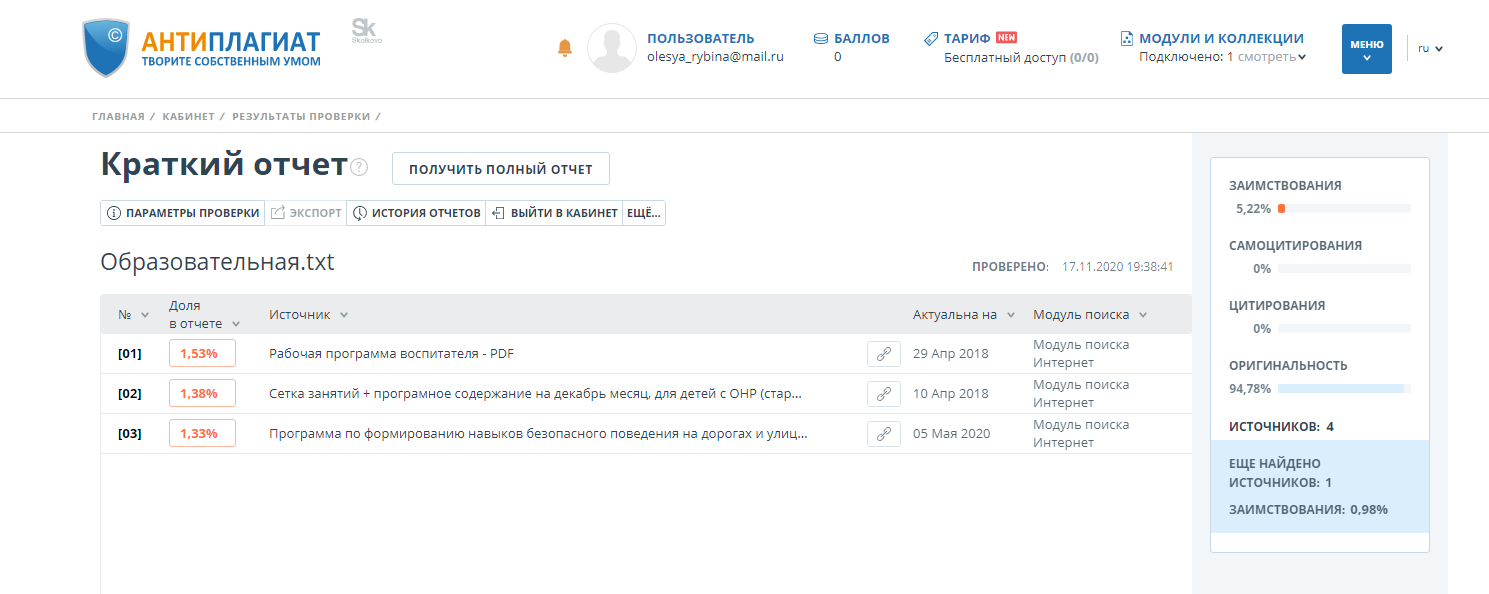 АНТИПЛАГИАТ
ТВОРИТЕ СОБСТВЕННЫМ УМОМ
Sk
Skolkovo
ПОЛЬЗОВАТЕЛЬ
olesya_rybina@mail.ru
БАЛЛОВ
0
ТАРИФ NEW
Бесплатный доступ (0/0)
МОДУЛИ И КОЛЛЕКЦИИ
Подключено: 1 смотреть
МЕНЮ
ru
ГЛАВНАЯ / КАБИНЕТ / РЕЗУЛЬТАТЫ ПРОВЕРКИ /
Краткий отчет ?
ПОЛУЧИТЬ ПОЛНЫЙ ОТЧЕТ
ПАРАМЕТРЫ ПРОВЕРКИ ЭКСПОРТ ИСТОРИЯ ОТЧЕТОВ ВЫЙТИ В КАБИНЕТ ЕЩЁ...
Образовательная.txt
ПРОВЕРЕНО: 17.11.2020 19:38:41
№ Доля в отчете Источник Актуальна на Модуль поиска
[01] 1,53% Рабочая программа воспитателя - PDF 29 Апр 2018 Модуль поиска Интернет
[02] 1,38% Сетка занятий + програмное содержание на декабрь месяц, для детей с ОНР (стар... 10 Апр 2018 Модуль поиска Интернет
[03] 1,33% Программа по формированию навыков безопасного поведения на дорогах и улиц... 05 Мая 2020 Модуль поиска Интернет
ЗАИМСТВОВАНИЯ
5,22%
САМОЦИТИРОВАНИЯ
0%
ЦИТИРОВАНИЯ
0%
ОРИГИНАЛЬНОСТЬ
94,78%
ИСТОЧНИКОВ: 4
ЕЩЕ НАЙДЕНО
ИСТОЧНИКОВ: 1
ЗАИМСТВОВАНИЯ: 0,98%